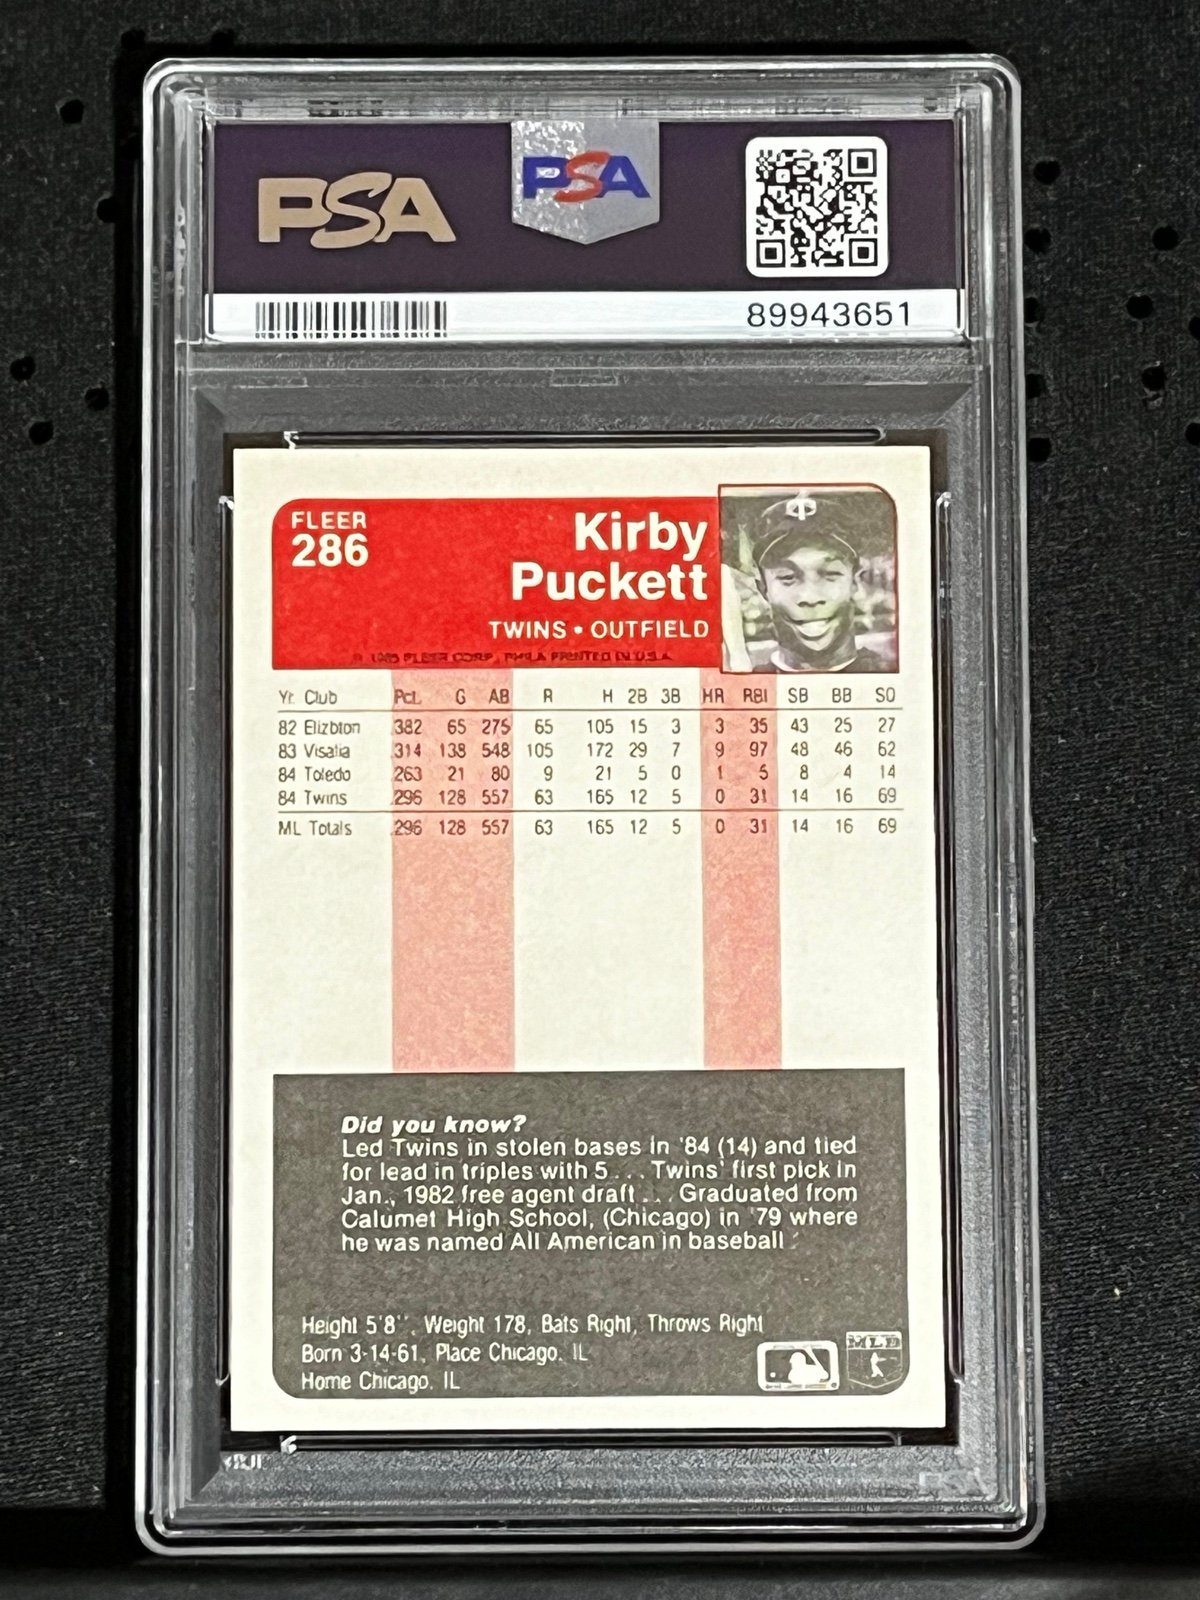 PSA
PSA
89943651
FLEER
286
Kirby
Puckett
TWINS • OUTFIELD
© 1985 FLEER CORP., PHILA PRINTED IN U.S.A.
Yr. Club Pct. G AB R H 2B 3B HR RBI SB BB SO
82 Elizbton .382 65 275 65 105 15 3 3 35 43 25 27
83 Visalia .314 138 548 105 172 29 7 9 97 48 46 62
84 Toledo .263 21 80 9 21 5 0 1 5 8 4 14
84 Twins .296 128 557 63 165 12 5 0 31 14 16 69
ML Totals .296 128 557 63 165 12 5 0 31 14 16 69
Did you know?
Led Twins in stolen bases in '84 (14) and tied
for lead in triples with 5 . . . Twins' first pick in
Jan., 1982 free agent draft . . . Graduated from
Calumet High School, (Chicago) in '79 where
he was named All American in baseball
Height 5'8", Weight 178, Bats Right, Throws Right
Born 3-14-61, Place Chicago, IL
Home Chicago, IL